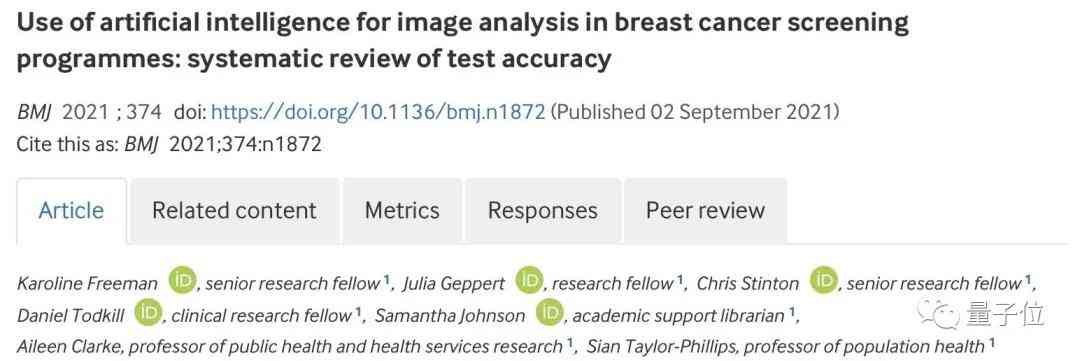 Use of artificial intelligence for image analysis in breast cancer screening
programmes: systematic review of test accuracy
BMJ 2021 ; 374 doi: https://doi.org/10.1136/bmj.n1872 (Published 02 September 2021)
Cite this as: BMJ 2021;374:n1872
Article Related content Metrics Responses Peer review
Karoline Freeman iD, senior research fellow 1, Julia Geppert iD, research fellow 1, Chris Stinton iD, senior research fellow 1,
Daniel Todkill iD, clinical research fellow 1, Samantha Johnson iD, academic support librarian 1,
Aileen Clarke, professor of public health and health services research 1, Sian Taylor-Phillips, professor of population health 1
量子位